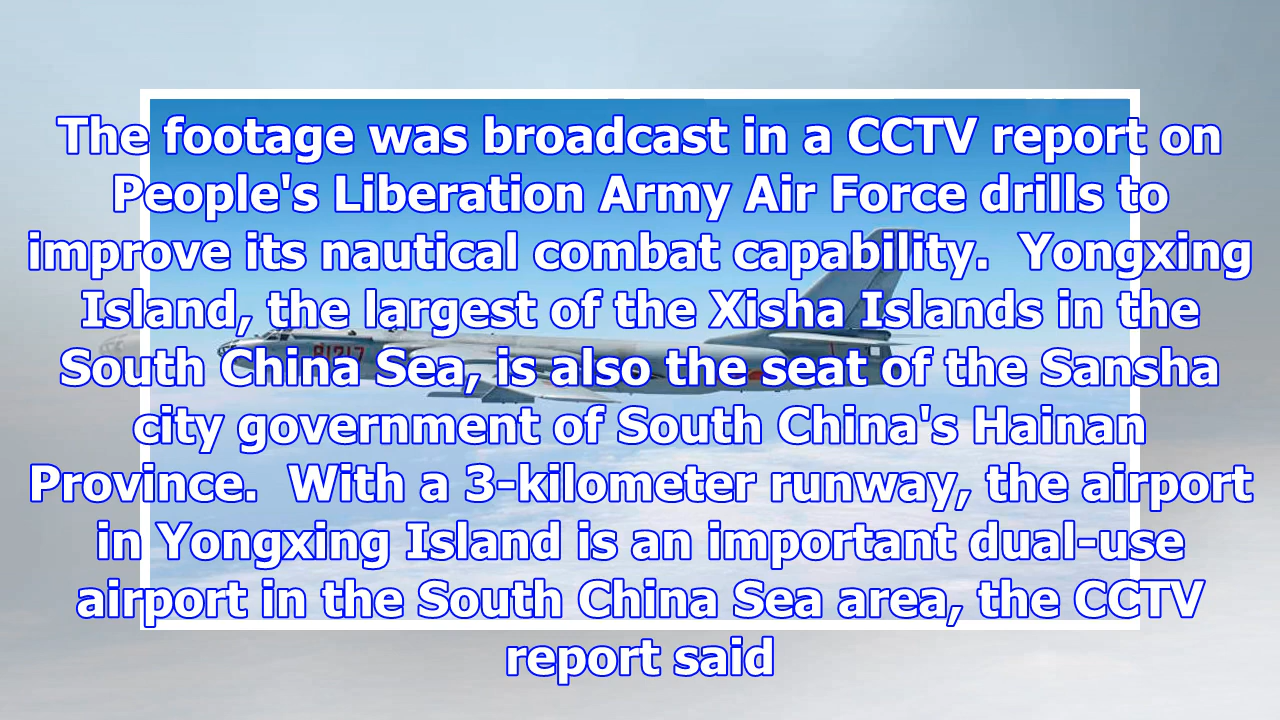 The footage was broadcast in a CCTV report on
People's Liberation Army Air Force drills to
improve its nautical combat capability.  Yongxing
Island, the largest of the Xisha Islands in the
South China Sea, is also the seat of the Sansha
city government of South China's Hainan
Province.  With a 3-kilometer runway, the airport
in Yongxing Island is an important dual-use
airport in the South China Sea area, the CCTV
report said
81217